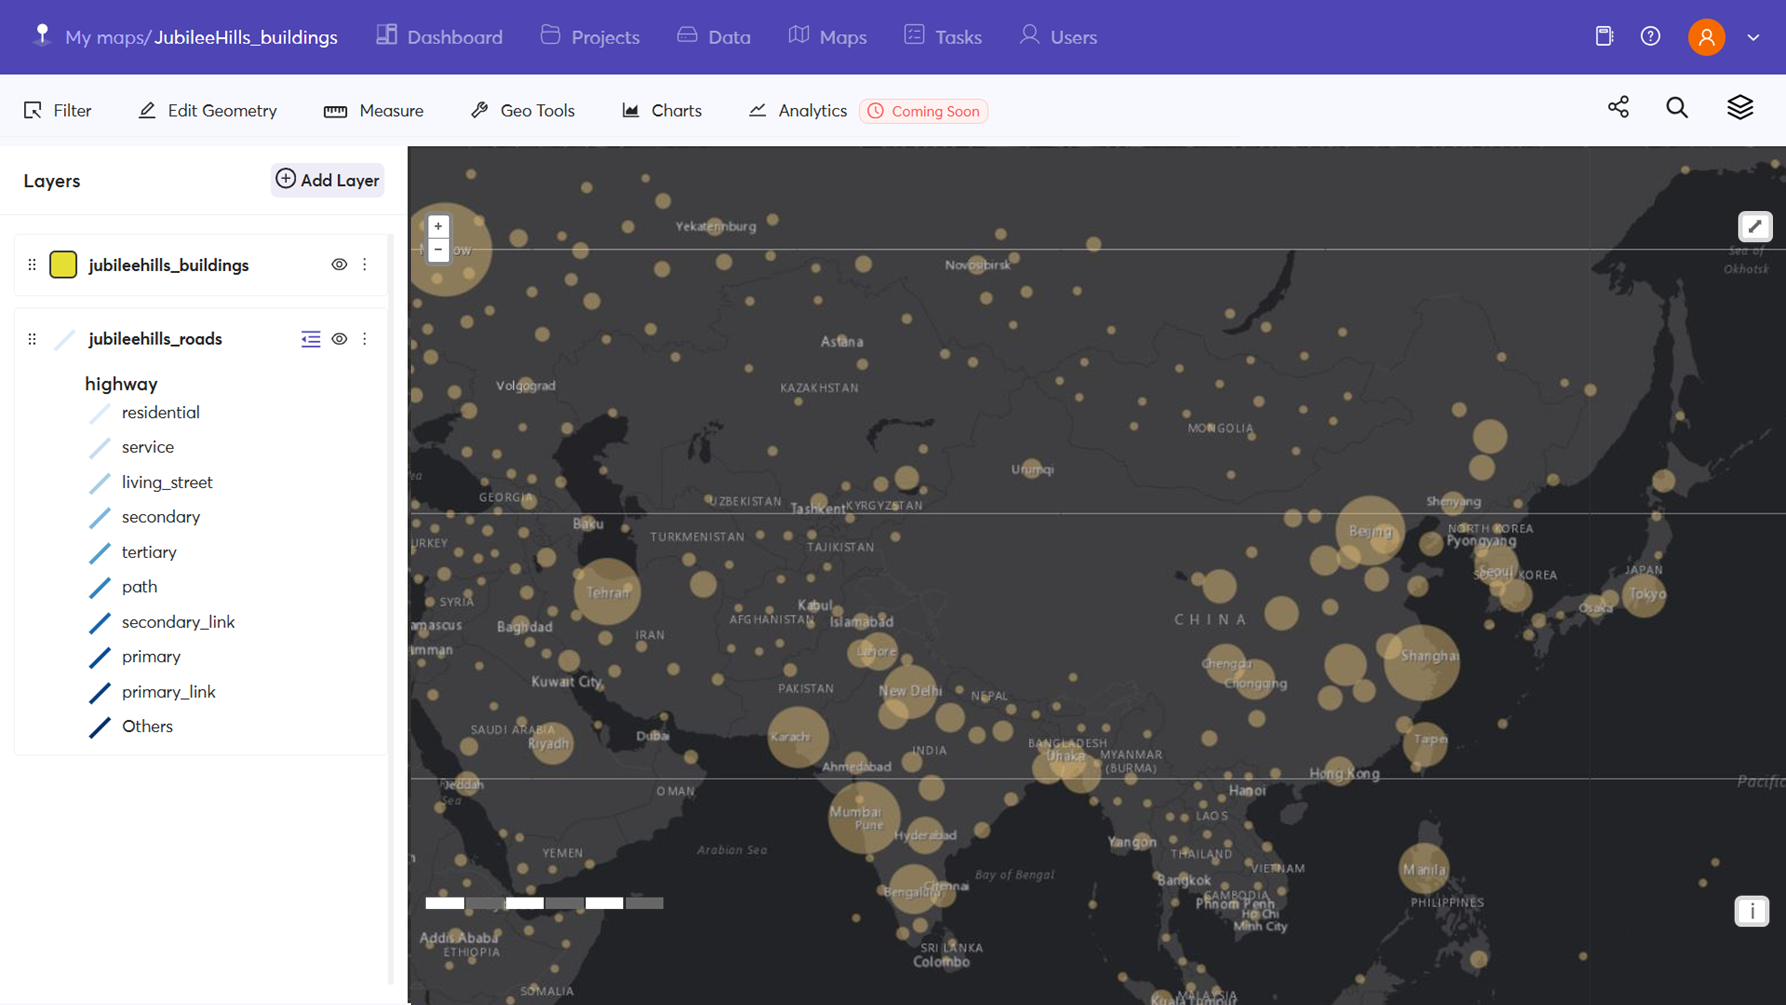 My maps/JubileeHills_buildings
Dashboard
Projects
Data
Maps
Tasks
Users
Filter
Edit Geometry
Measure
Geo Tools
Charts
Analytics
Coming Soon
Layers
Add Layer
jubileehills_buildings
jubileehills_roads
highway
residential
service
living_street
secondary
tertiary
path
secondary_link
primary
primary_link
Others
+
−
Yekaterinburg
Novosibirsk
Sea of
Okhotsk
Astana
Volgograd
KAZAKHSTAN
MONGOLIA
Urumqi
GEORGIA
UZBEKISTAN
Tashkent
KYRGYZSTAN
Shenyang
Baku
Beijing
NORTH KOREA
TURKMENISTAN
Pyongyang
TAJIKISTAN
Seoul
SOUTH KOREA
JAPAN
Tehran
SYRIA
Kabul
Osaka
Tokyo
Baghdad
AFGHANISTAN
Islamabad
CHINA
IRAN
Lahore
Shanghai
Chengdu
Kuwait City
PAKISTAN
New Delhi
NEPAL
Chongqing
SAUDI ARABIA
Riyadh
Dubai
Karachi
INDIA
BANGLADESH
Dhaka
MYANMAR
(BURMA)
Taipei
Ahmedabad
Hong Kong
Jeddah
Sea
OMAN
Hanoi
Pacific
Mumbai
Pune
Hyderabad
LAOS
Yangon
YEMEN
Arabian Sea
THAILAND
VIETNAM
Manila
Bay of Bengal
Bangkok
Bengaluru
Chennai
CAMBODIA
Phnom Penh
PHILIPPINES
Ho Chi
Minh City
Addis Ababa
ETHIOPIA
SRI LANKA
Colombo
SOMALIA
MALAYSIA
Kuala Lumpur
i